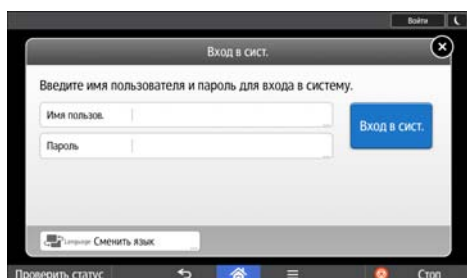 Войти
Вход в сист.
Введите имя пользователя и пароль для входа в систему.
Имя пользов.
Вход в сист.
Пароль
Language Сменить язык
Проверить статус
Стоп